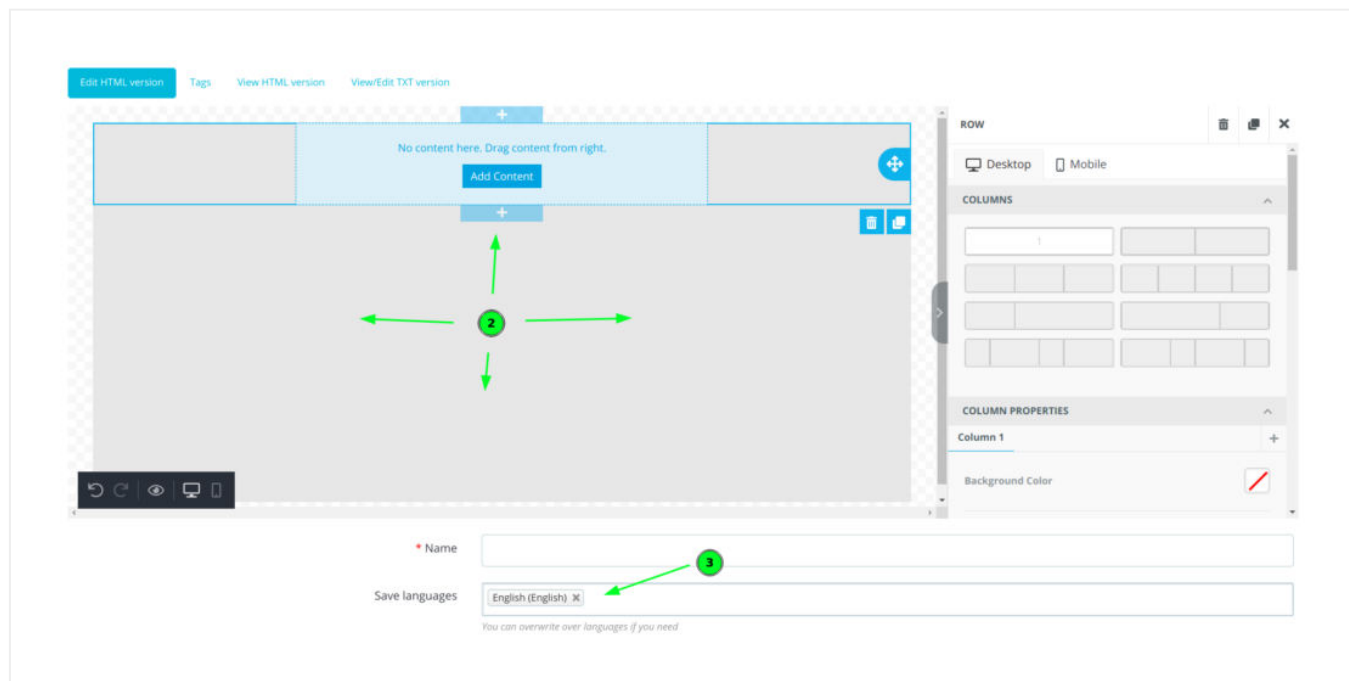 Edit HTML version Tags View HTML version View/Edit TXT version
No content here. Drag content from right.
Add Content
ROW
Desktop Mobile
COLUMNS
1
2
COLUMN PROPERTIES
Column 1
Background Color
* Name
3
Save languages English (English)
You can overwrite over languages if you need